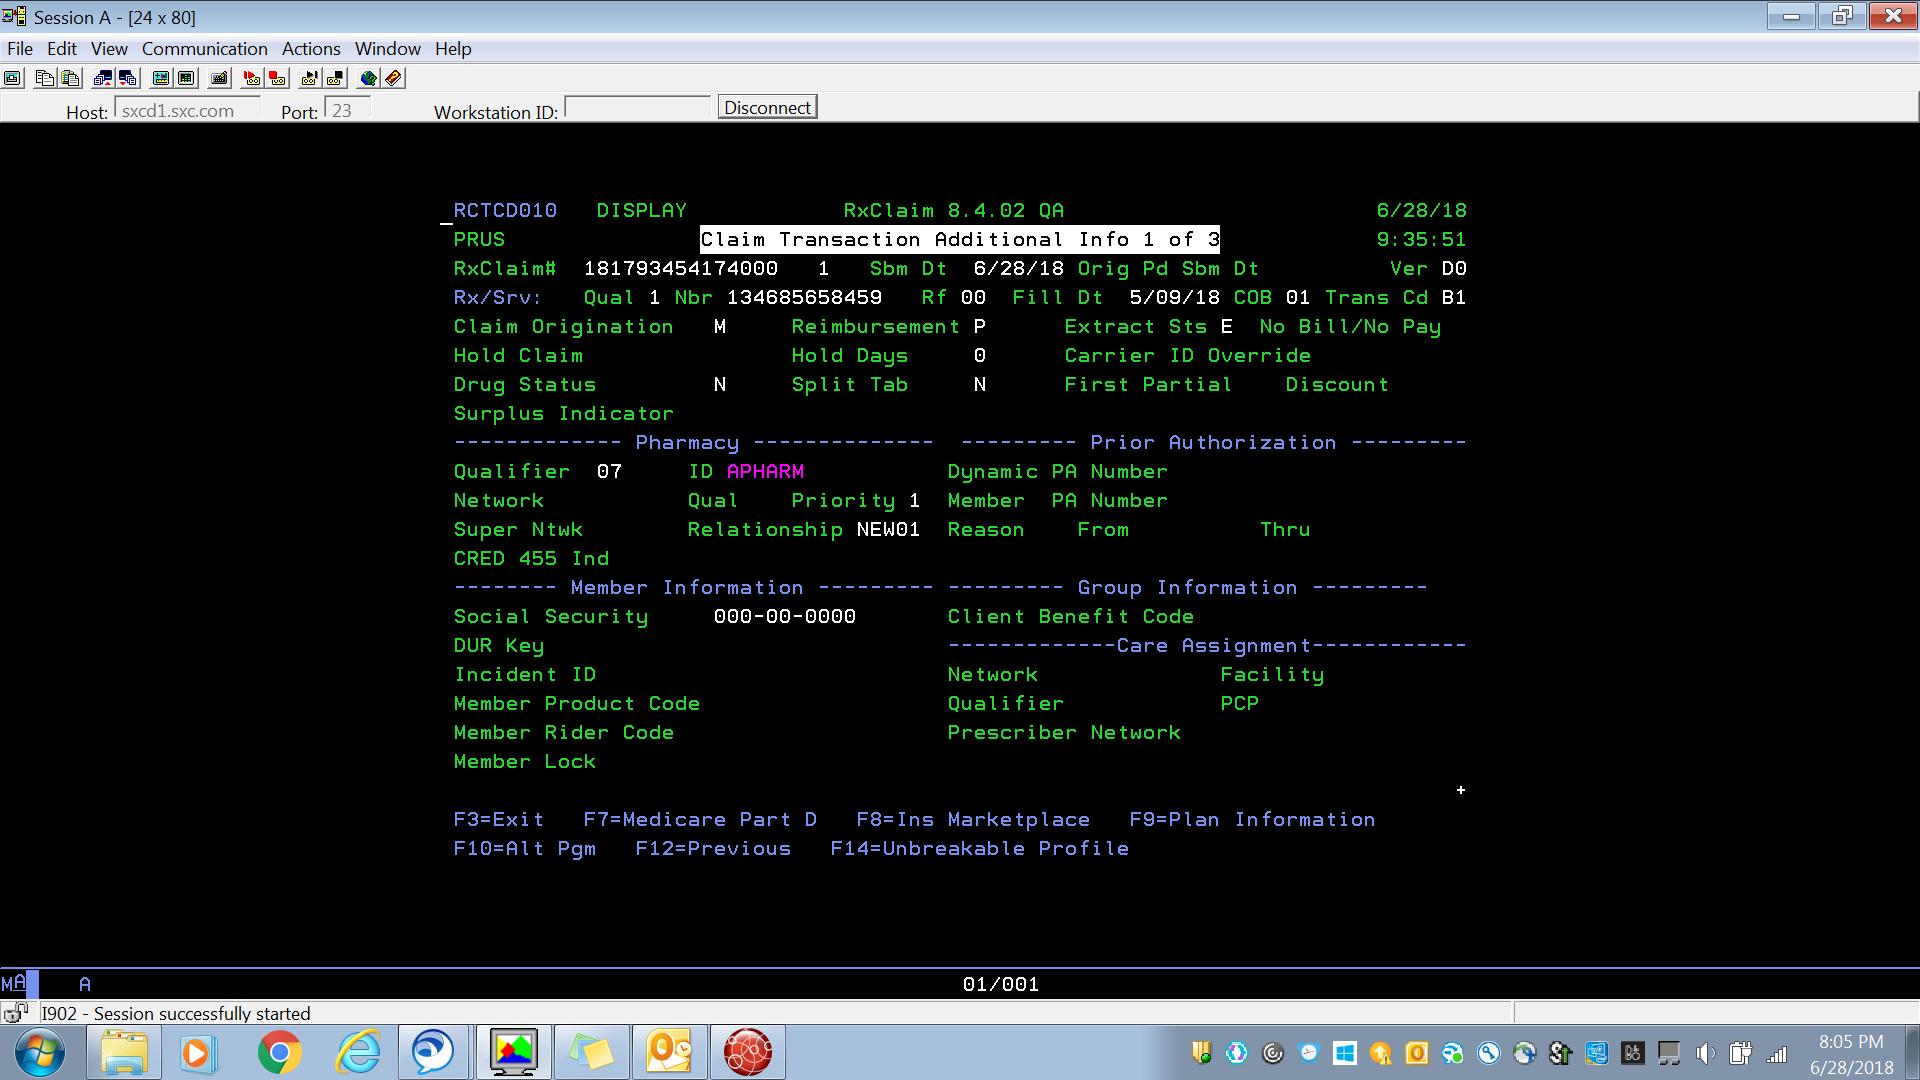 Session A - [24 x 80]
File Edit View Communication Actions Window Help
Host: sxcd1.sxc.com Port: 23 Workstation ID: Disconnect
RCTCD010 DISPLAY RxClaim 8.4.02 QA 6/28/18
PRUS Claim Transaction Additional Info 1 of 3 9:35:51
RxClaim# 181793454174000 1 Sbm Dt 6/28/18 Orig Pd Sbm Dt Ver D0
Rx/Srv: Qual 1 Nbr 134685658459 Rf 00 Fill Dt 5/09/18 COB 01 Trans Cd B1
Claim Origination M Reimbursement P Extract Sts E No Bill/No Pay
Hold Claim Hold Days 0 Carrier ID Override
Drug Status N Split Tab N First Partial Discount
Surplus Indicator
------------- Pharmacy -------------- --------- Prior Authorization ---------
Qualifier 07 ID APHARM Dynamic PA Number
Network Qual Priority 1 Member PA Number
Super Ntwk Relationship NEW01 Reason From Thru
CRED 455 Ind
-------- Member Information --------- --------- Group Information ---------
Social Security 000-00-0000 Client Benefit Code
DUR Key -------------Care Assignment------------
Incident ID Network Facility
Member Product Code Qualifier PCP
Member Rider Code Prescriber Network
Member Lock
+
F3=Exit F7=Medicare Part D F8=Ins Marketplace F9=Plan Information
F10=Alt Pgm F12=Previous F14=Unbreakable Profile
MA A 01/001
I902 - Session successfully started
8:05 PM
6/28/2018